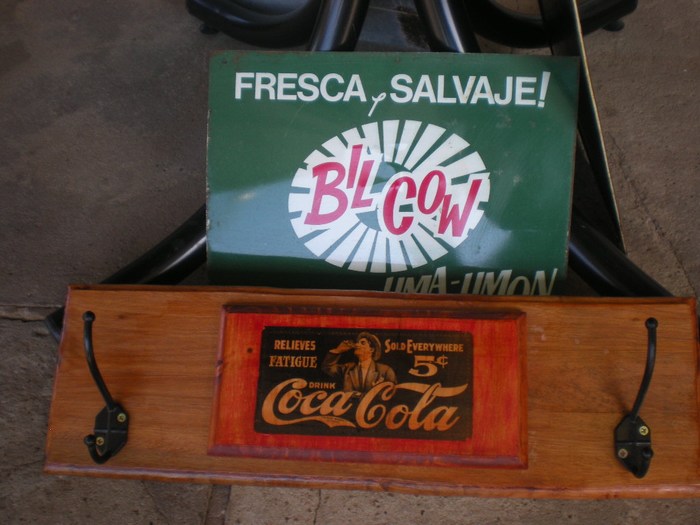 FRESCA y SALVAJE!
BIL COW
LIMA-LIMON
RELIEVES FATIGUE
SOLD EVERYWHERE
5¢
DRINK
Coca-Cola